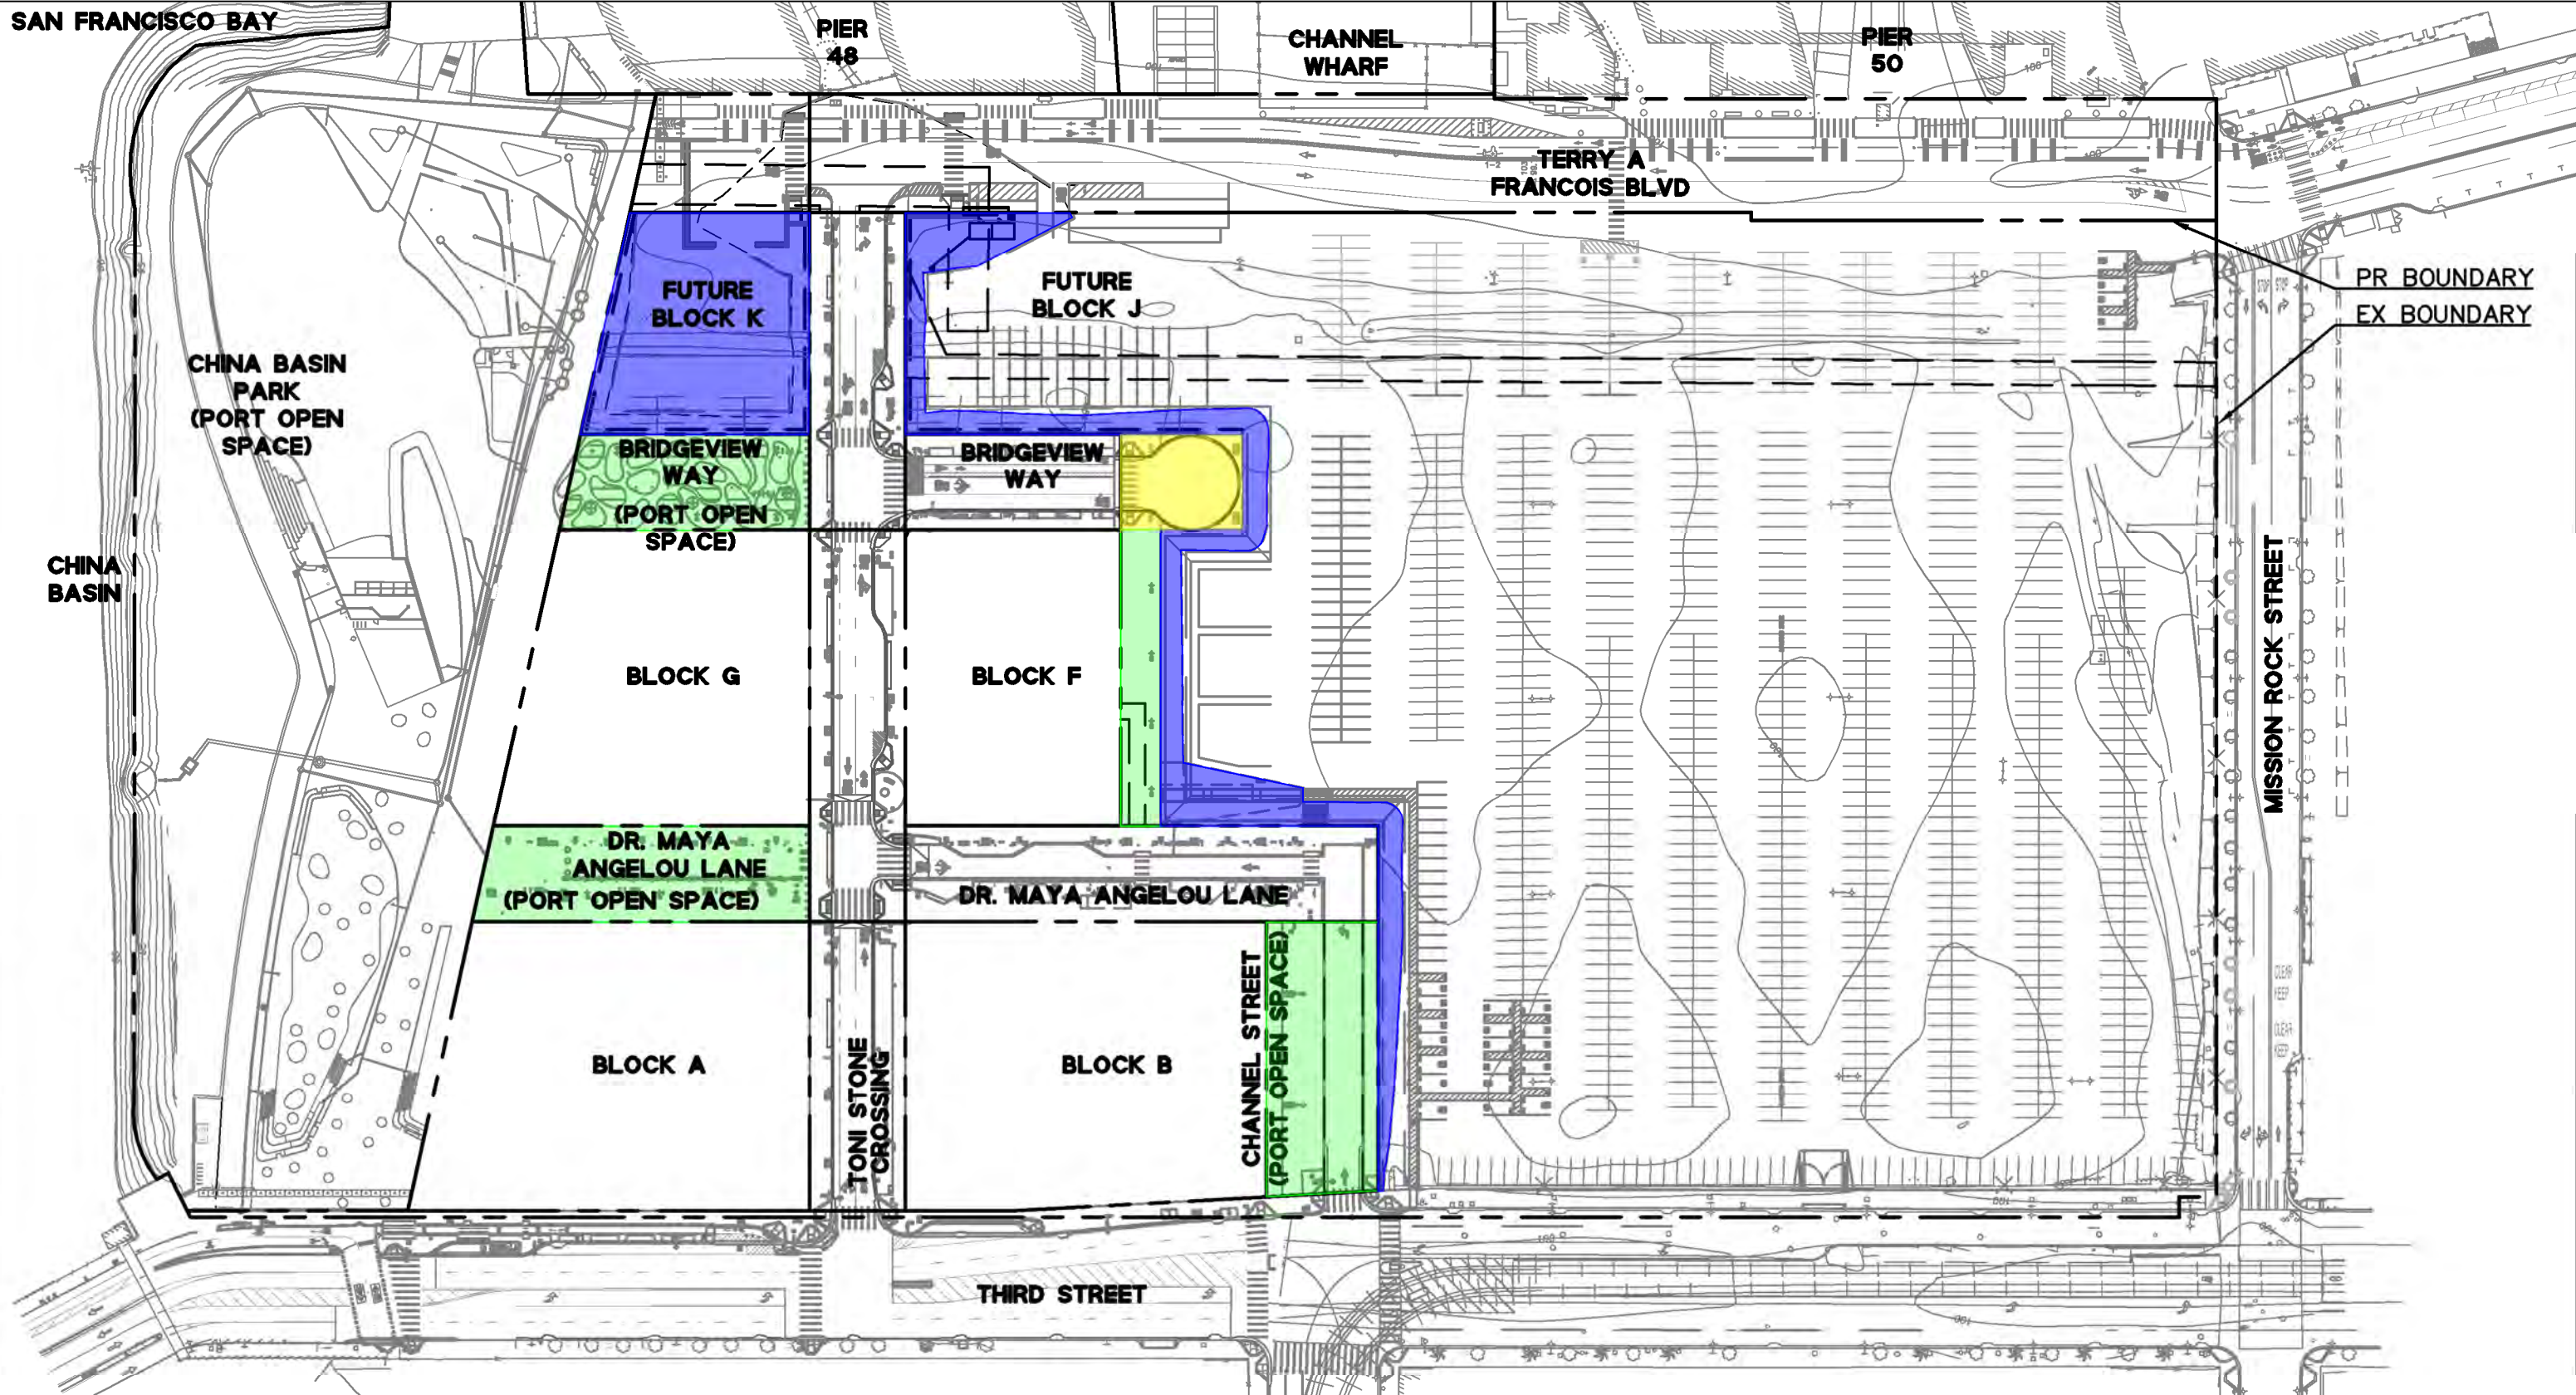 SAN FRANCISCO BAY
PIER
48
CHANNEL
WHARF
PIER
50
TERRY A
FRANCOIS BLVD
PR BOUNDARY
EX BOUNDARY
FUTURE
BLOCK K
FUTURE
BLOCK J
CHINA BASIN
PARK
(PORT OPEN
SPACE)
BRIDGEVIEW
WAY
(PORT OPEN
SPACE)
BRIDGEVIEW
WAY
CHINA
BASIN
BLOCK G
BLOCK F
MISSION ROCK STREET
DR. MAYA
ANGELOU LANE
(PORT OPEN SPACE)
DR. MAYA ANGELOU LANE
BLOCK A
TONI STONE
CROSSING
BLOCK B
CHANNEL STREET
(PORT OPEN SPACE)
THIRD STREET